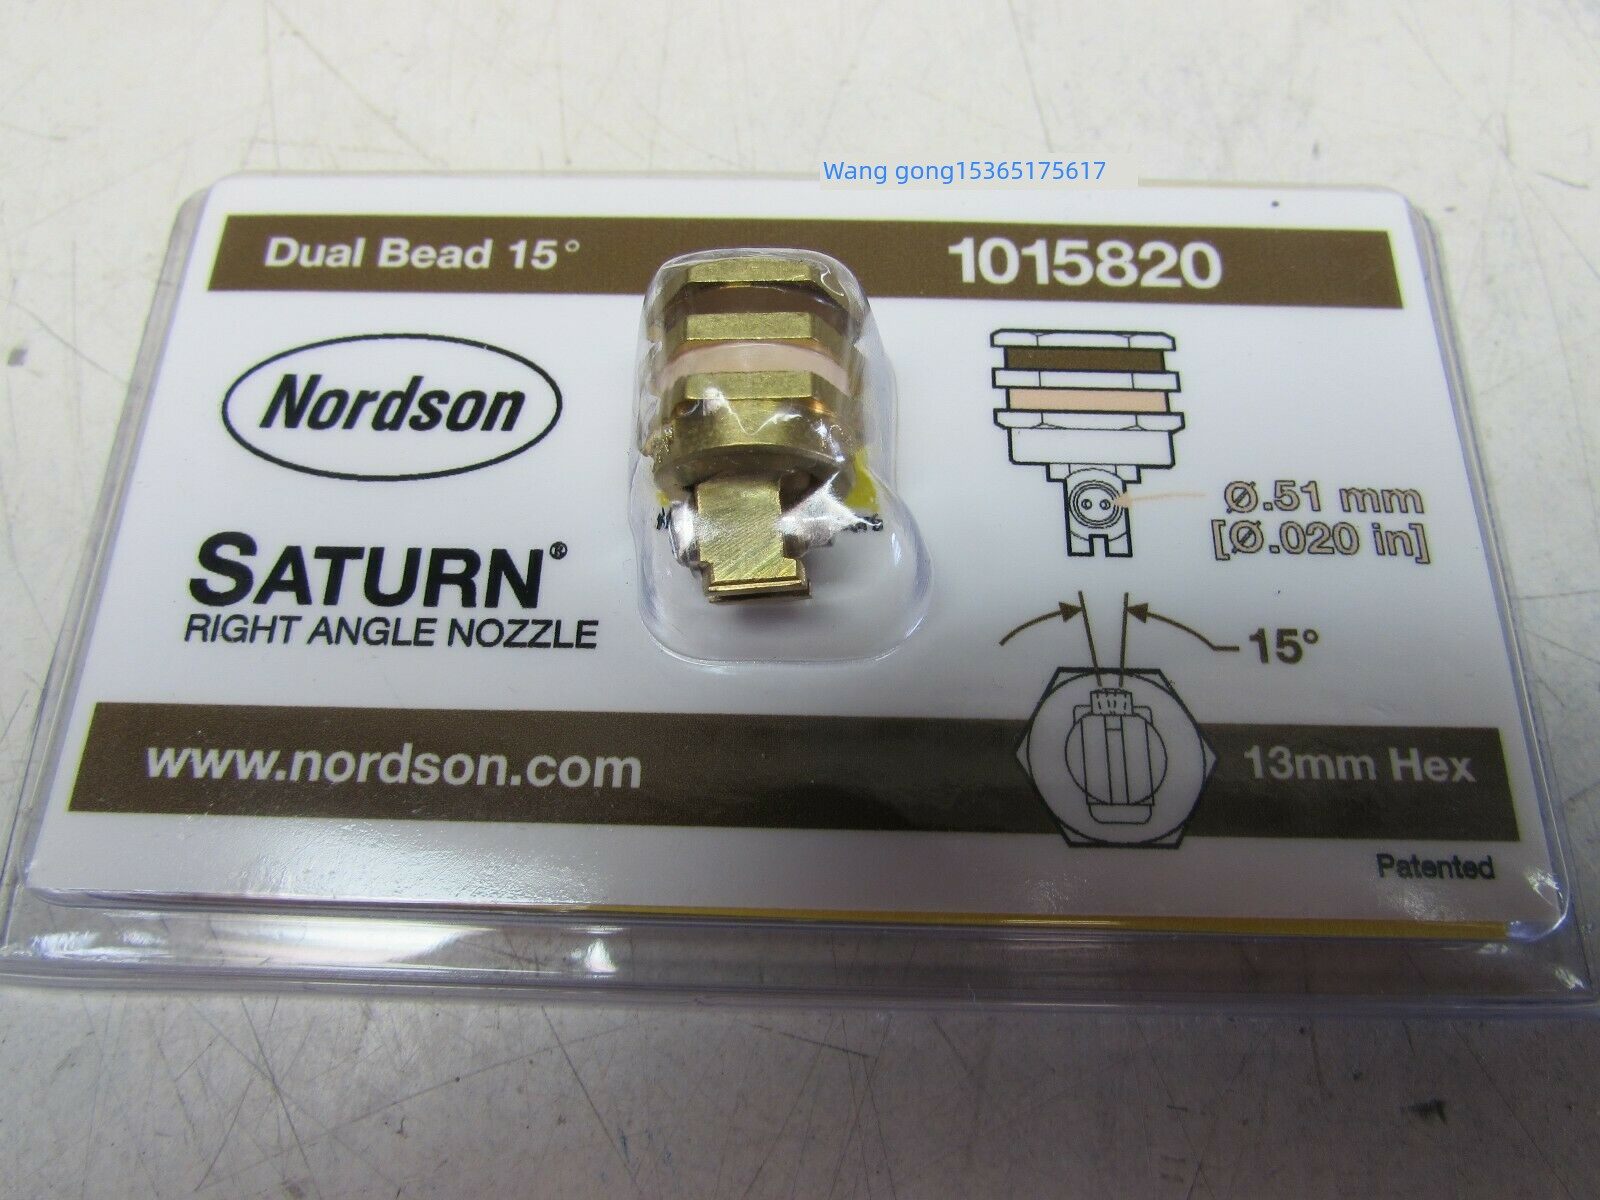 Wang gong15365175617
Dual Bead 15°
1015820
Nordson
SATURN®
RIGHT ANGLE NOZZLE
Ø.51 mm
[Ø.020 in]
15°
www.nordson.com
13mm Hex
Patented